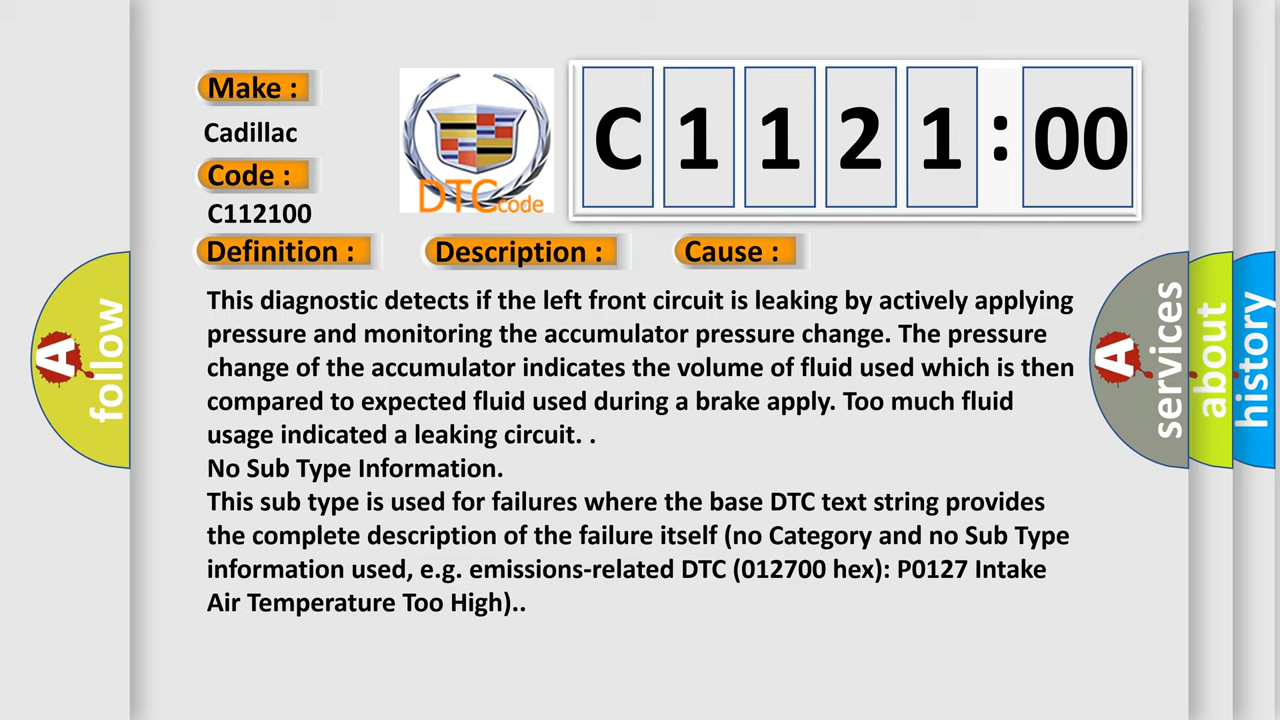 Make :
Cadillac
Code :
C112100
DTCcode
C1121:00
Definition :
Description :
Cause :
This diagnostic detects if the left front circuit is leaking by actively applying
pressure and monitoring the accumulator pressure change. The pressure
change of the accumulator indicates the volume of fluid used which is then
compared to expected fluid used during a brake apply. Too much fluid
usage indicated a leaking circuit. .
No Sub Type Information.
This sub type is used for failures where the base DTC text string provides
the complete description of the failure itself (no Category and no Sub Type
information used, e.g. emissions-related DTC (012700 hex): P0127 Intake
Air Temperature Too High)..
A follow
A services
about
history